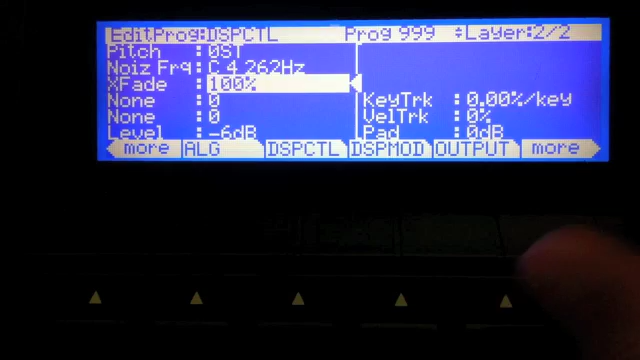 EditProg:DSPCTL Prog 999 ÷Layer:2/2
Pitch :0ST
Noiz Frq:C 4 262Hz
XFade :100%
None :0 KeyTrk :0.00%/key
None :0 VelTrk :0%
Level :-6dB Pad :0dB
more ALG DSPCTL DSPMOD OUTPUT more